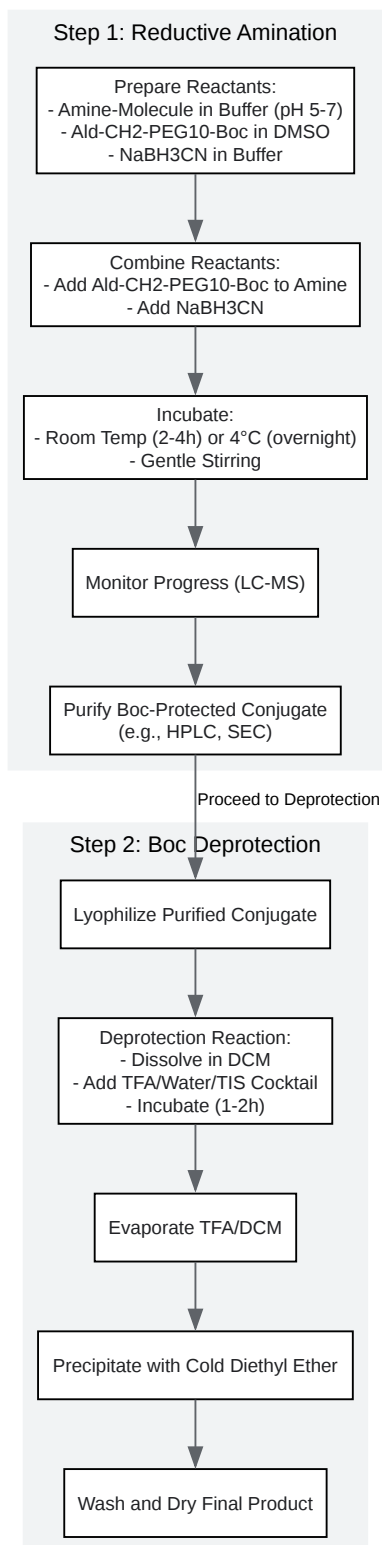 Step 1: Reductive Amination
Prepare Reactants:
- Amine-Molecule in Buffer (pH 5-7)
- Ald-CH2-PEG10-Boc in DMSO
- NaBH3CN in Buffer
Combine Reactants:
- Add Ald-CH2-PEG10-Boc to Amine
- Add NaBH3CN
Incubate:
- Room Temp (2-4h) or 4°C (overnight)
- Gentle Stirring
Monitor Progress (LC-MS)
Purify Boc-Protected Conjugate
(e.g., HPLC, SEC)
Proceed to Deprotection
Step 2: Boc Deprotection
Lyophilize Purified Conjugate
Deprotection Reaction:
- Dissolve in DCM
- Add TFA/Water/TIS Cocktail
- Incubate (1-2h)
Evaporate TFA/DCM
Precipitate with Cold Diethyl Ether
Wash and Dry Final Product